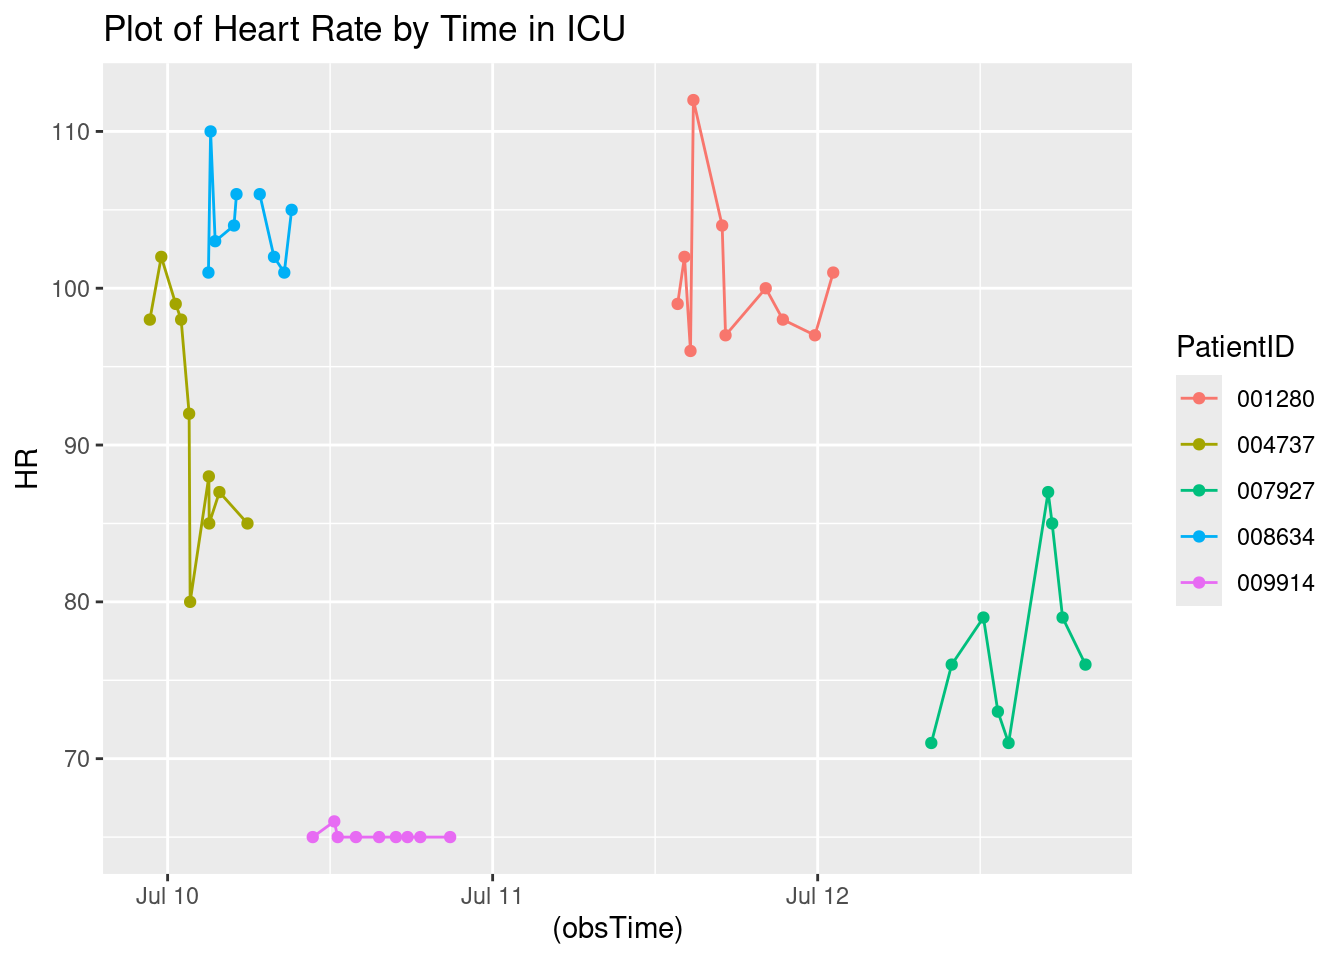 Plot of Heart Rate by Time in ICU
HR
110
100
90
80
70
Jul 10
Jul 11
Jul 12
(obsTime)
PatientID
001280
004737
007927
008634
009914